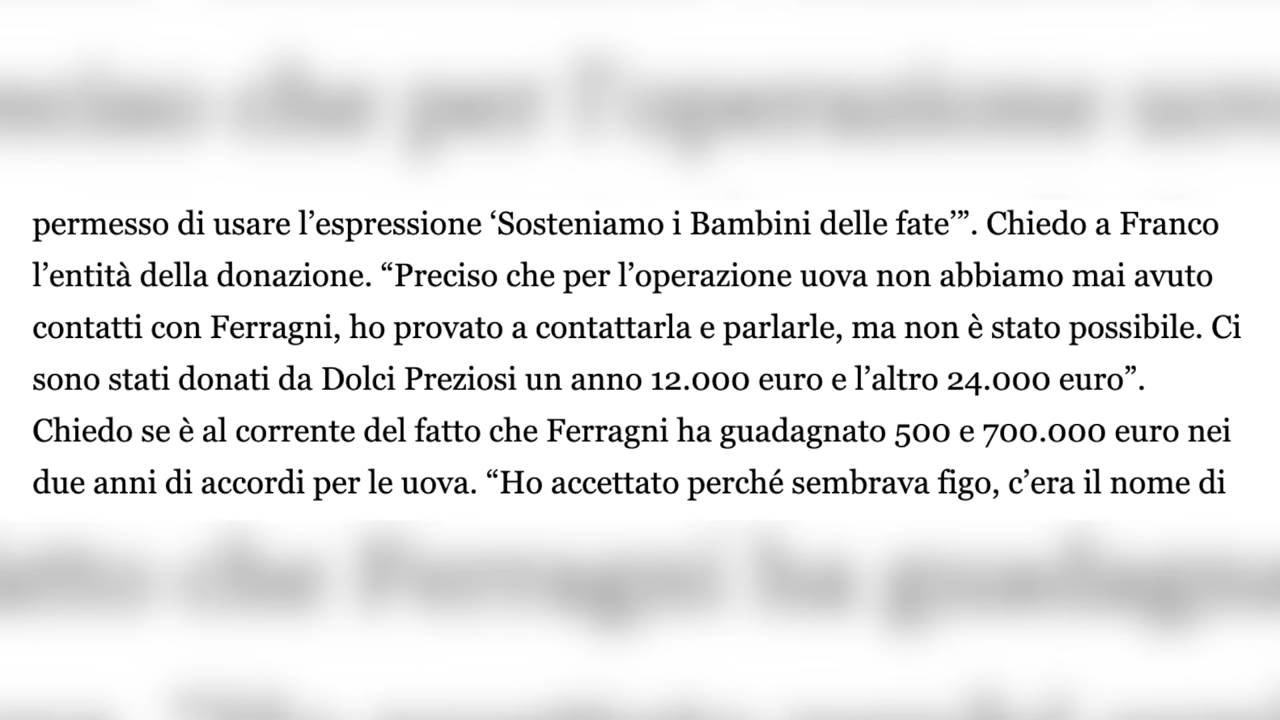 permesso di usare l’espressione ‘Sosteniamo i Bambini delle fate’”. Chiedo a Franco
l’entità della donazione. “Preciso che per l’operazione uova non abbiamo mai avuto
contatti con Ferragni, ho provato a contattarla e parlarle, ma non è stato possibile. Ci
sono stati donati da Dolci Preziosi un anno 12.000 euro e l’altro 24.000 euro”.
Chiedo se è al corrente del fatto che Ferragni ha guadagnato 500 e 700.000 euro nei
due anni di accordi per le uova. “Ho accettato perché sembrava figo, c’era il nome di